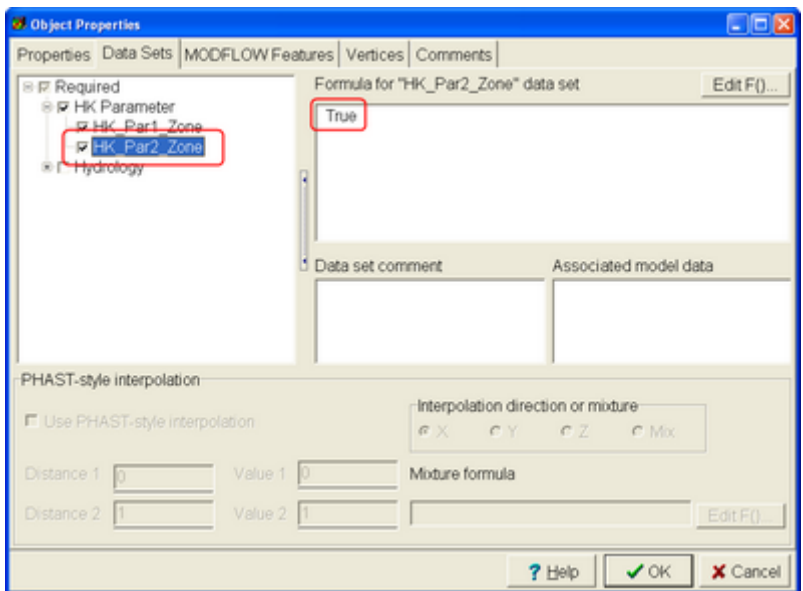 Object Properties
Properties Data Sets MODFLOW Features Vertices Comments
Required
HK Parameter
HK_Par1_Zone
HK_Par2_Zone
Hydrology
Formula for "HK_Par2_Zone" data set
Edit F()...
True
Data set comment
Associated model data
PHAST-style interpolation
Use PHAST-style interpolation
Interpolation direction or mixture
X Y Z Mix
Distance 1 0 Value 1 0
Mixture formula
Distance 2 1 Value 2 1
Edit F()...
? Help OK Cancel